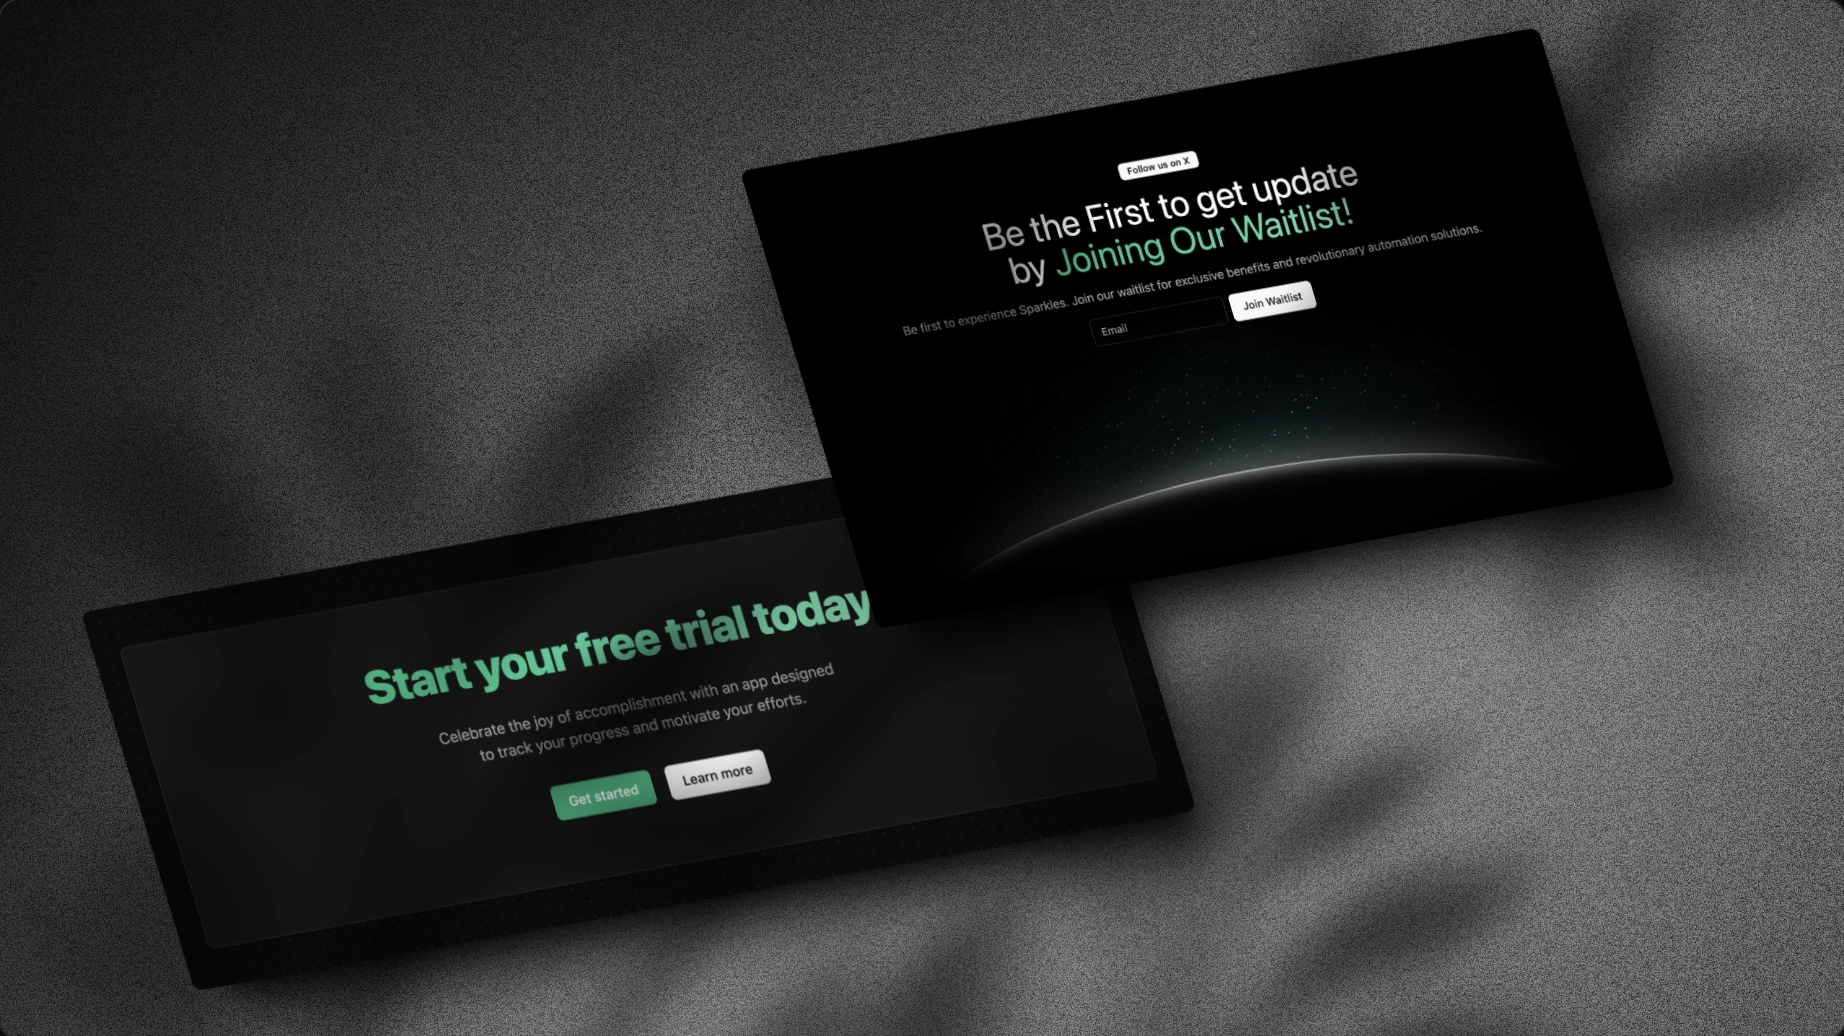 Follow us on X
Be the First to get update
by Joining Our Waitlist!
Be first to experience Sparkles. Join our waitlist for exclusive benefits and revolutionary automation solutions.
Email
Join Waitlist
Start your free trial today
Celebrate the joy of accomplishment with an app designed
to track your progress and motivate your efforts.
Get started
Learn more